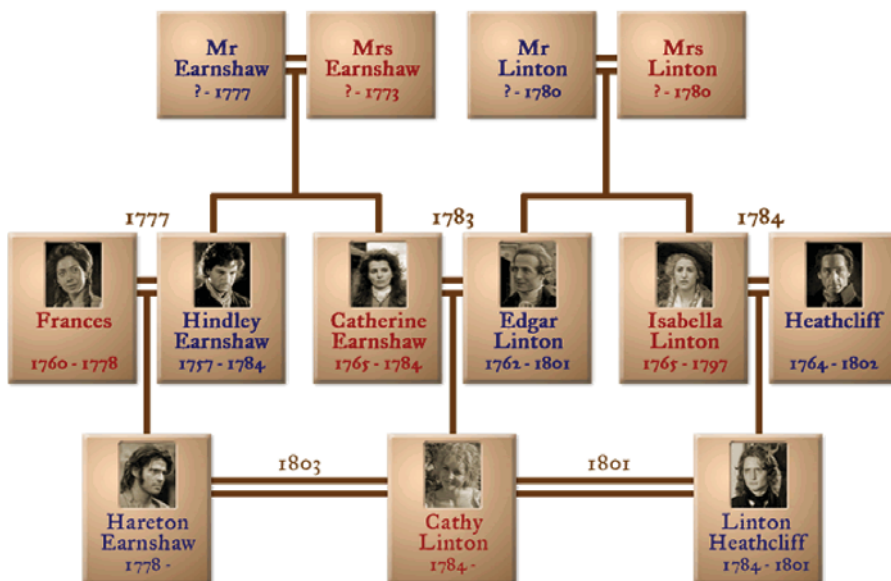 Mr
Earnshaw
? - 1777
Mrs
Earnshaw
? - 1773
Mr
Linton
? - 1780
Mrs
Linton
? - 1780
1777
1783
1784
Frances
1760 - 1778
Hindley
Earnshaw
1757 - 1784
Catherine
Earnshaw
1765 - 1784
Edgar
Linton
1762 - 1801
Isabella
Linton
1765 - 1797
Heathcliff
1764 - 1802
1803
1801
Hareton
Earnshaw
1778 -
Cathy
Linton
1784 -
Linton
Heathcliff
1784 - 1801